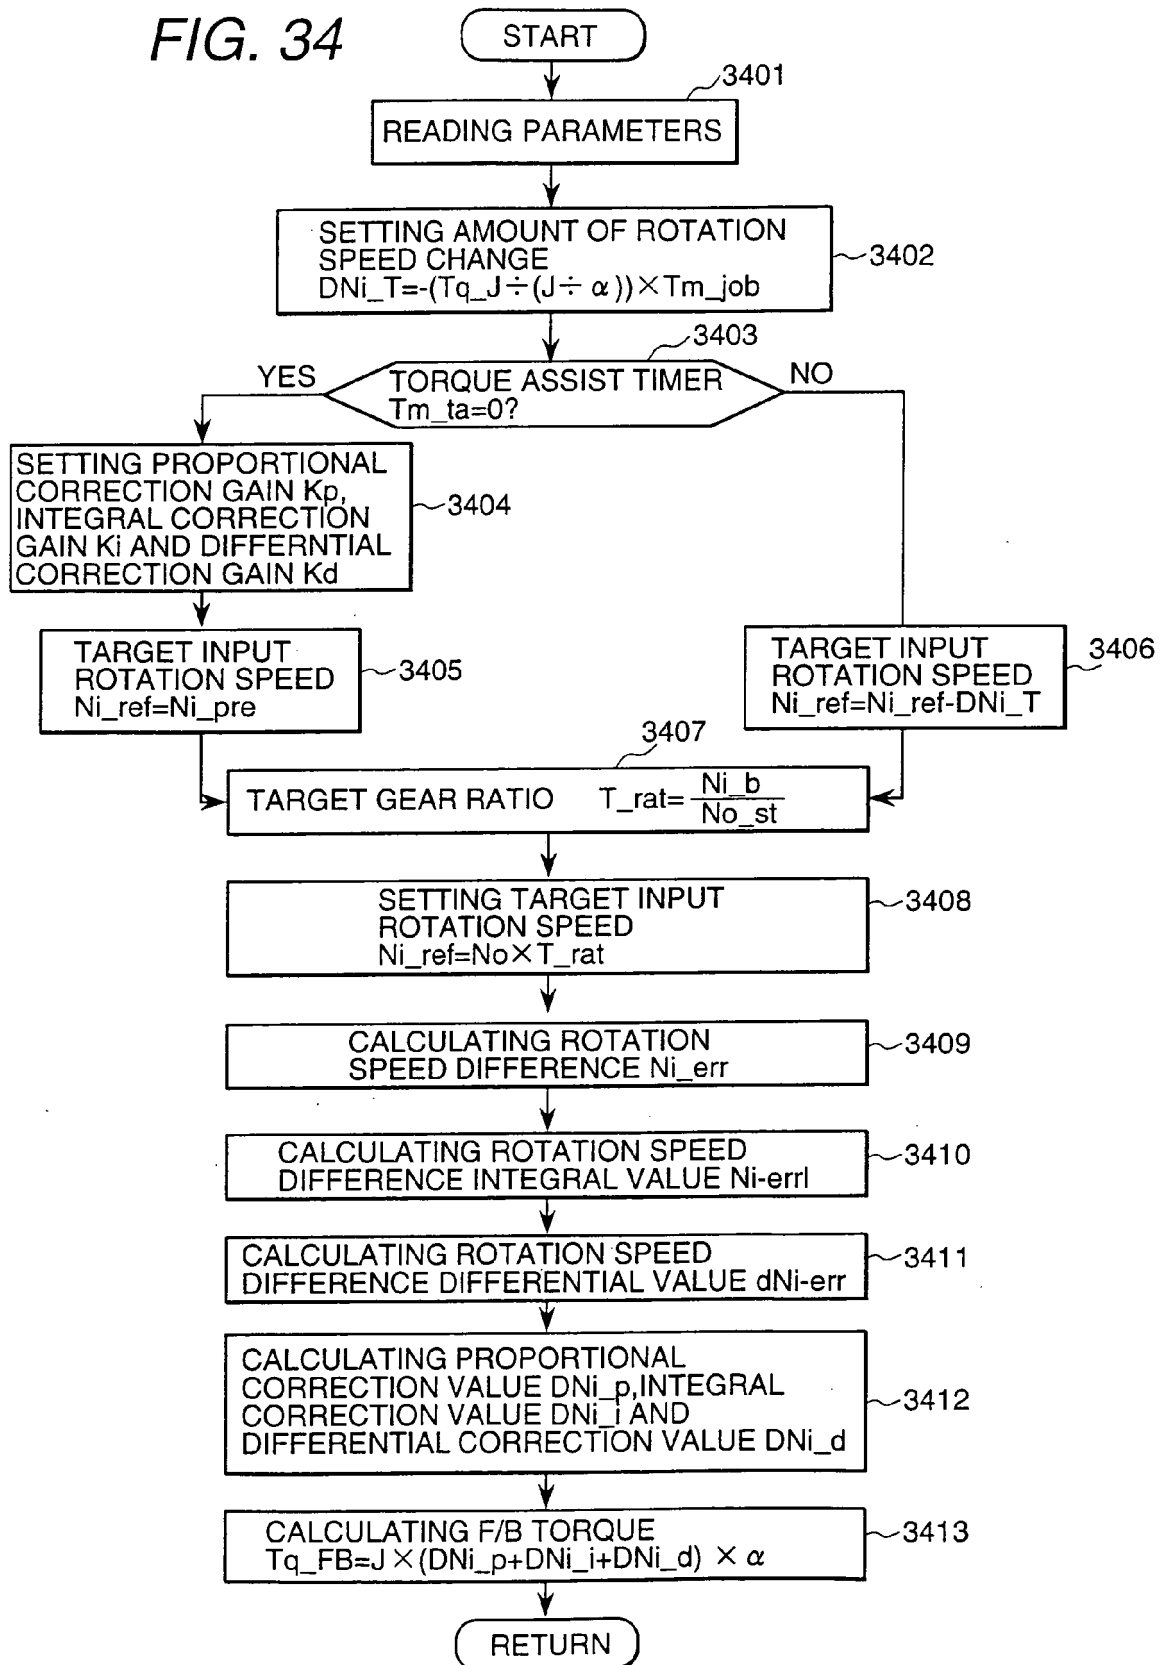 FIG. 34
START
3401
READING PARAMETERS
SETTING AMOUNT OF ROTATION
SPEED CHANGE
DNi_T=-(Tq_J÷(J÷α))×Tm_job
3402
3403
YES
TORQUE ASSIST TIMER
Tm_ta=0?
NO
SETTING PROPORTIONAL
CORRECTION GAIN Kp,
INTEGRAL CORRECTION
GAIN Ki AND DIFFERNTIAL
CORRECTION GAIN Kd
3404
TARGET INPUT
ROTATION SPEED
Ni_ref=Ni_pre
3405
TARGET INPUT
ROTATION SPEED
Ni_ref=Ni_ref-DNi_T
3406
3407
TARGET GEAR RATIO T_rat=
Ni_b
No_st
SETTING TARGET INPUT
ROTATION SPEED
Ni_ref=No×T_rat
3408
CALCULATING ROTATION
SPEED DIFFERENCE Ni_err
3409
CALCULATING ROTATION SPEED
DIFFERENCE INTEGRAL VALUE Ni-errI
3410
CALCULATING ROTATION SPEED
DIFFERENCE DIFFERENTIAL VALUE dNi-err
3411
CALCULATING PROPORTIONAL
CORRECTION VALUE DNi_p,INTEGRAL
CORRECTION VALUE DNi_i AND
DIFFERENTIAL CORRECTION VALUE DNi_d
3412
CALCULATING F/B TORQUE
Tq_FB=J×(DNi_p+DNi_i+DNi_d) × α
3413
RETURN